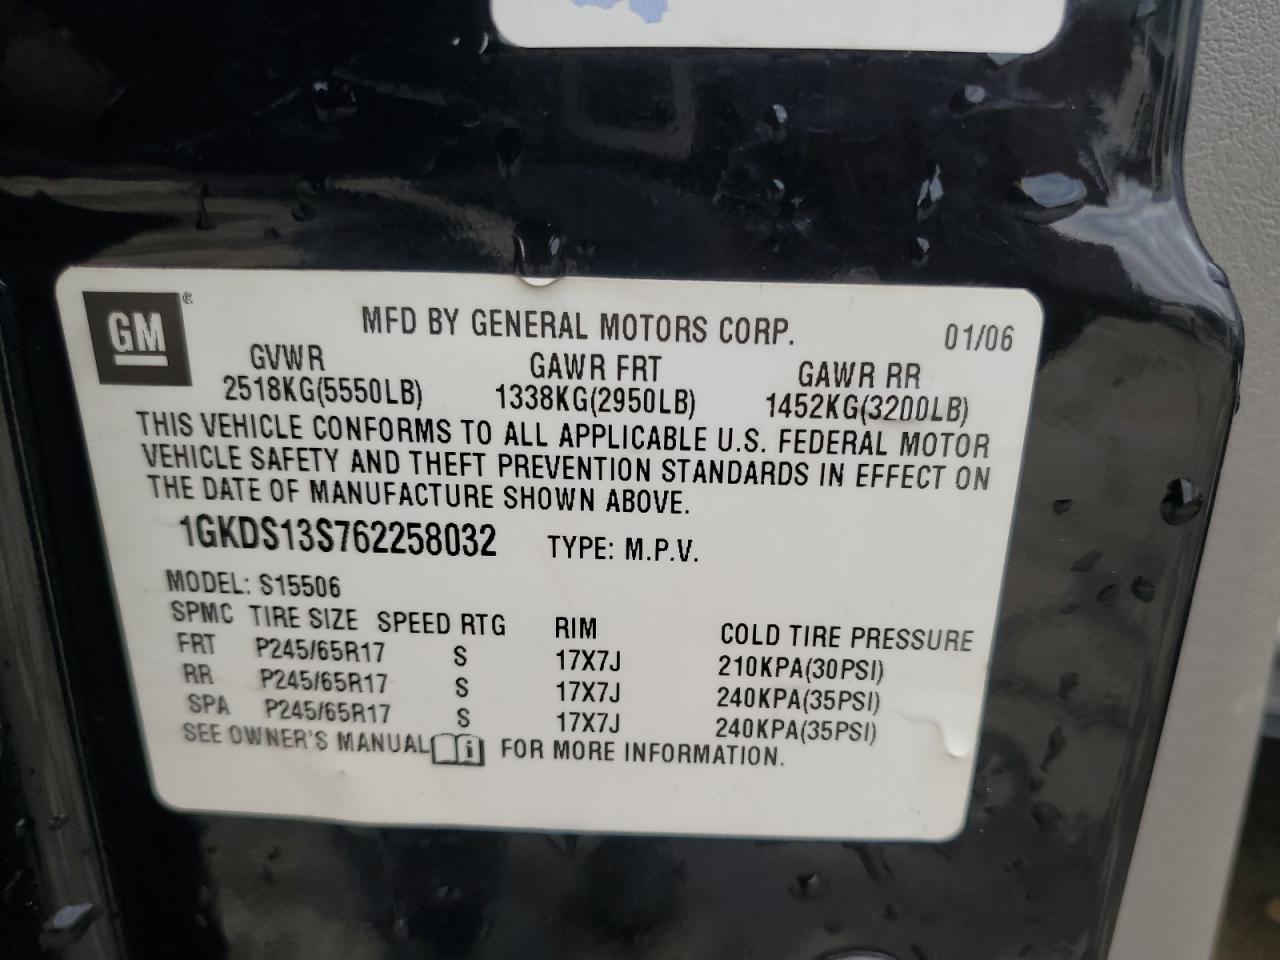 GM
MFD BY GENERAL MOTORS CORP. 01/06
GVWR GAWR FRT GAWR RR
2518KG(5550LB) 1338KG(2950LB) 1452KG(3200LB)
THIS VEHICLE CONFORMS TO ALL APPLICABLE U.S. FEDERAL MOTOR
VEHICLE SAFETY AND THEFT PREVENTION STANDARDS IN EFFECT ON
THE DATE OF MANUFACTURE SHOWN ABOVE.
1GKDS13S762258032 TYPE: M.P.V.
MODEL: S15506
SPMC TIRE SIZE SPEED RTG RIM COLD TIRE PRESSURE
FRT P245/65R17 S 17X7J 210KPA(30PSI)
RR P245/65R17 S 17X7J 240KPA(35PSI)
SPA P245/65R17 S 17X7J 240KPA(35PSI)
SEE OWNER'S MANUAL i FOR MORE INFORMATION.